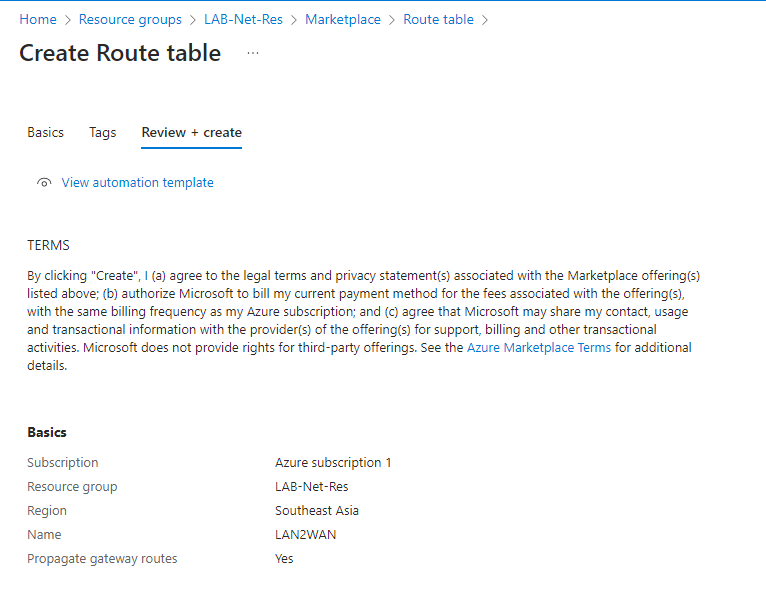 Home > Resource groups > LAB-Net-Res > Marketplace > Route table >
Create Route table ...
Basics Tags Review + create
View automation template
TERMS
By clicking "Create", I (a) agree to the legal terms and privacy statement(s) associated with the Marketplace offering(s)
listed above; (b) authorize Microsoft to bill my current payment method for the fees associated with the offering(s),
with the same billing frequency as my Azure subscription; and (c) agree that Microsoft may share my contact, usage
and transactional information with the provider(s) of the offering(s) for support, billing and other transactional
activities. Microsoft does not provide rights for third-party offerings. See the Azure Marketplace Terms for additional
details.
Basics
Subscription Azure subscription 1
Resource group LAB-Net-Res
Region Southeast Asia
Name LAN2WAN
Propagate gateway routes Yes